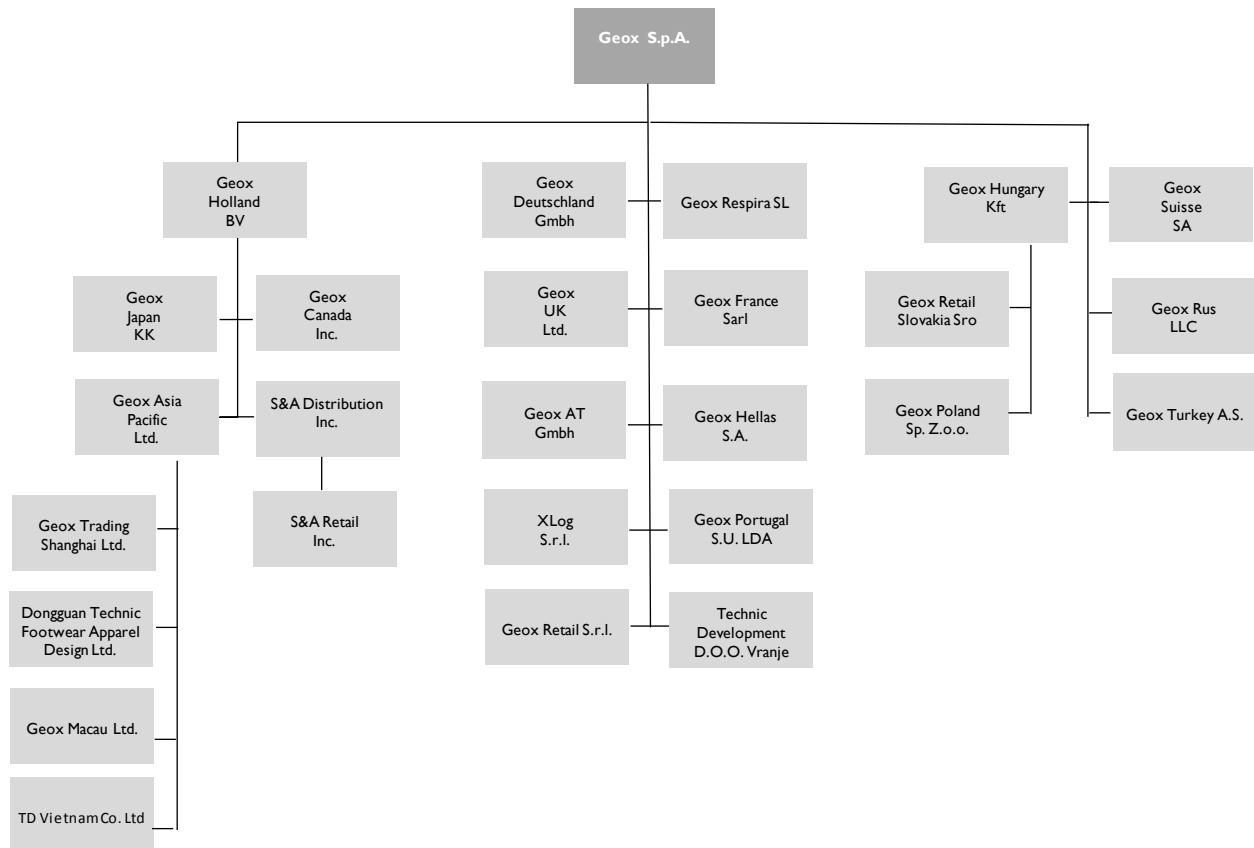 Geox S.p.A.
Geox
Holland
BV
Geox
Deutschland
Gmbh
Geox Respira SL
Geox Hungary
Kft
Geox
Suisse
SA
Geox
Japan
KK
Geox
Canada
Inc.
Geox
UK
Ltd.
Geox France
Sarl
Geox Retail
Slovakia Sro
Geox Rus
LLC
Geox Asia
Pacific
Ltd.
S&A Distribution
Inc.
Geox AT
Gmbh
Geox Hellas
S.A.
Geox Poland
Sp. Z.o.o.
Geox Turkey A.S.
Geox Trading
Shanghai Ltd.
S&A Retail
Inc.
XLog
S.r.l.
Geox Portugal
S.U. LDA
Dongguan Technic
Footwear Apparel
Design Ltd.
Geox Retail S.r.l.
Technic
Development
D.O.O. Vranje
Geox Macau Ltd.
TD Vietnam Co. Ltd